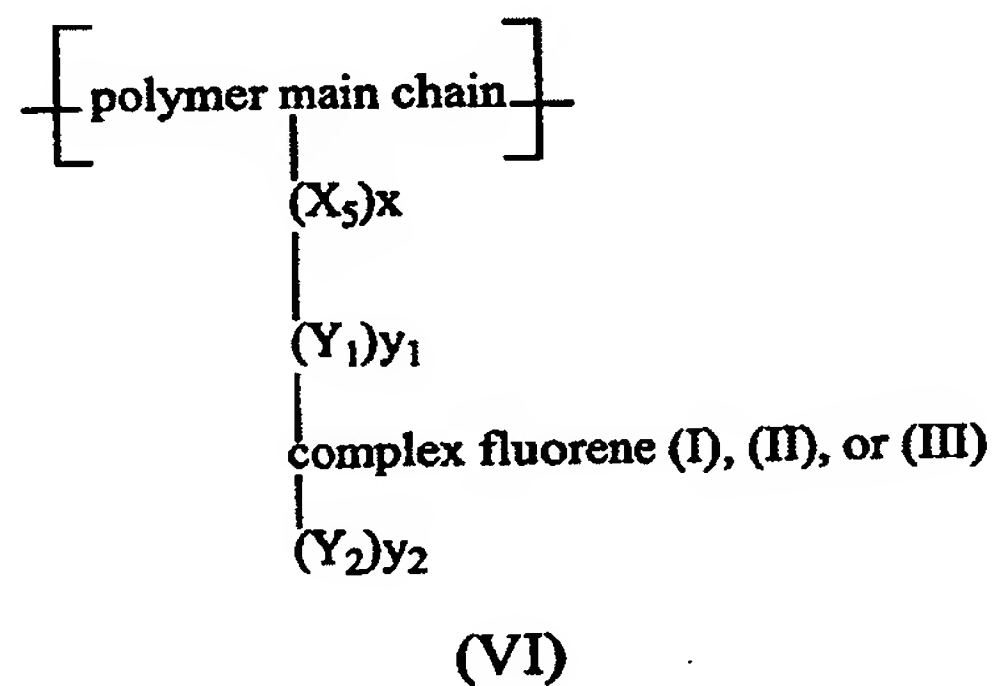 polymer main chain
(X₅)x
(Y₁)y₁
complex fluorene (I), (II), or (III)
(Y₂)y₂
(VI)